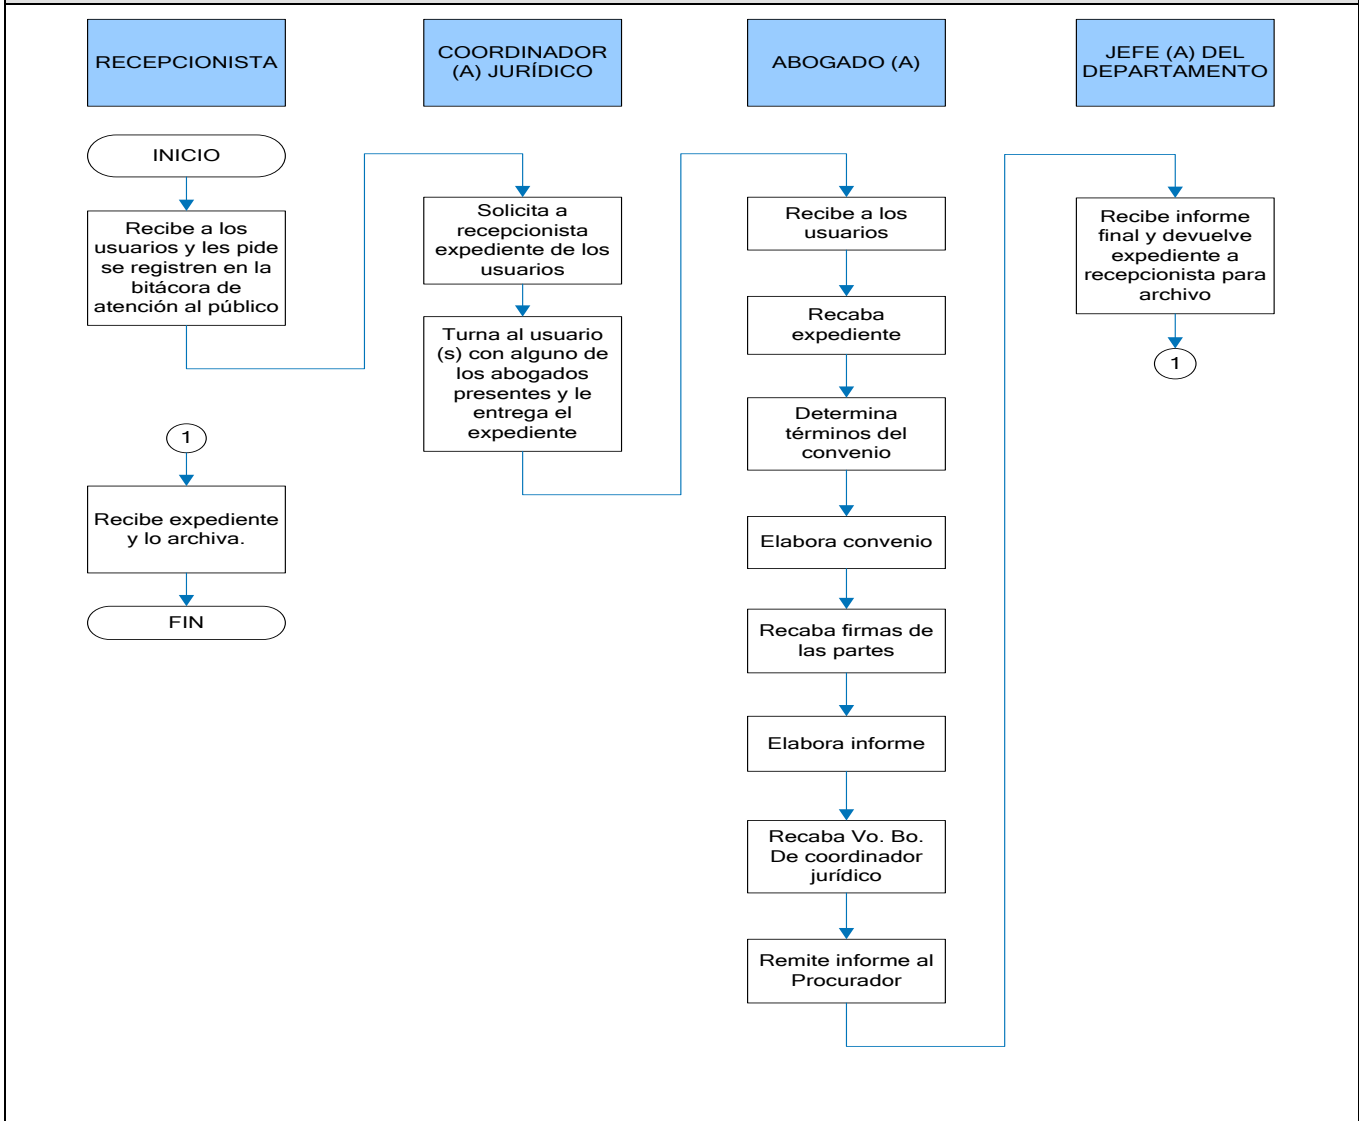 RECEPCIONISTA
COORDINADOR
(A) JURÍDICO
ABOGADO (A)
JEFE (A) DEL
DEPARTAMENTO
INICIO
Recibe a los
usuarios y les pide
se registren en la
bitácora de
atención al público
1
Recibe expediente
y lo archiva.
FIN
Solicita a
recepcionista
expediente de los
usuarios
Turna al usuario
(s) con alguno de
los abogados
presentes y le
entrega el
expediente
Recibe a los
usuarios
Recaba
expediente
Determina
términos del
convenio
Elabora convenio
Recaba firmas de
las partes
Elabora informe
Recaba Vo. Bo.
De coordinador
jurídico
Remite informe al
Procurador
Recibe informe
final y devuelve
expediente a
recepcionista para
archivo
1